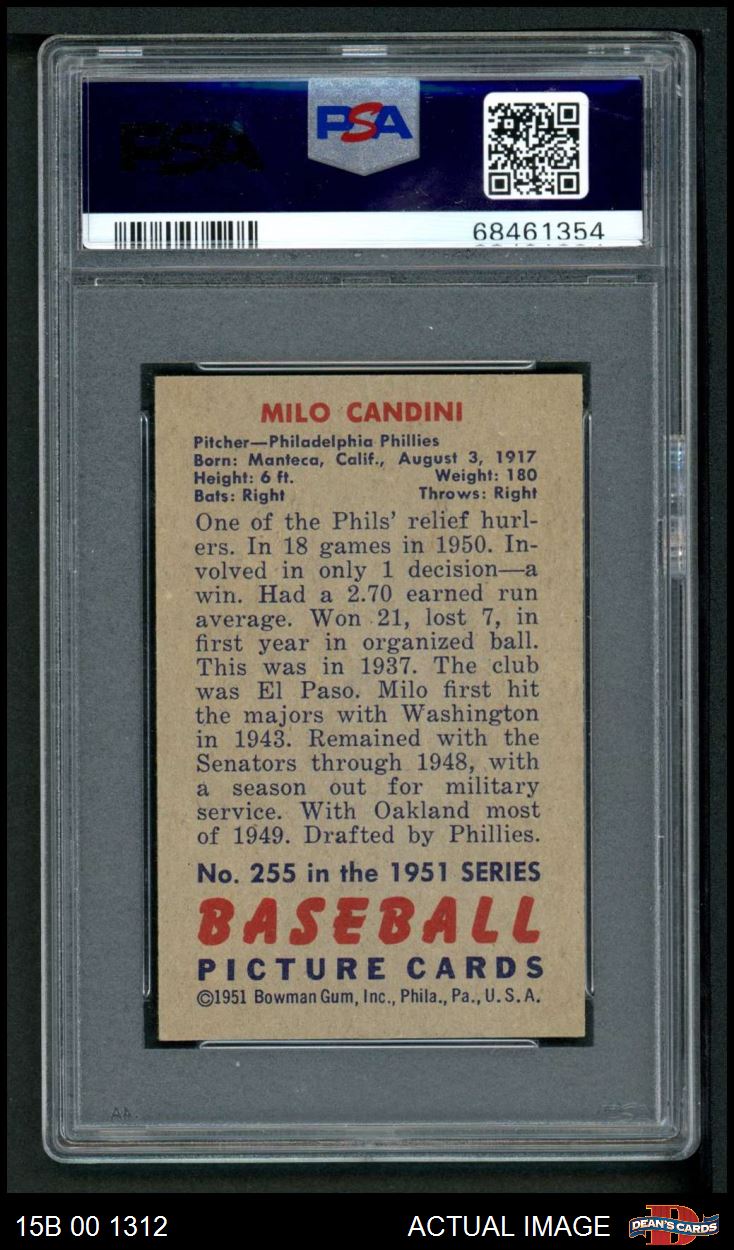 PSA
PSA
68461354
MILO CANDINI
Pitcher—Philadelphia Phillies
Born: Manteca, Calif., August 3, 1917
Height: 6 ft. Weight: 180
Bats: Right Throws: Right
One of the Phils' relief hurl-
ers. In 18 games in 1950. In-
volved in only 1 decision—a
win. Had a 2.70 earned run
average. Won 21, lost 7, in
first year in organized ball.
This was in 1937. The club
was El Paso. Milo first hit
the majors with Washington
in 1943. Remained with the
Senators through 1948, with
a season out for military
service. With Oakland most
of 1949. Drafted by Phillies.
No. 255 in the 1951 SERIES
BASEBALL
PICTURE CARDS
©1951 Bowman Gum, Inc., Phila., Pa., U. S. A.
AA
15B 00 1312
ACTUAL IMAGE
DEAN'S CARDS